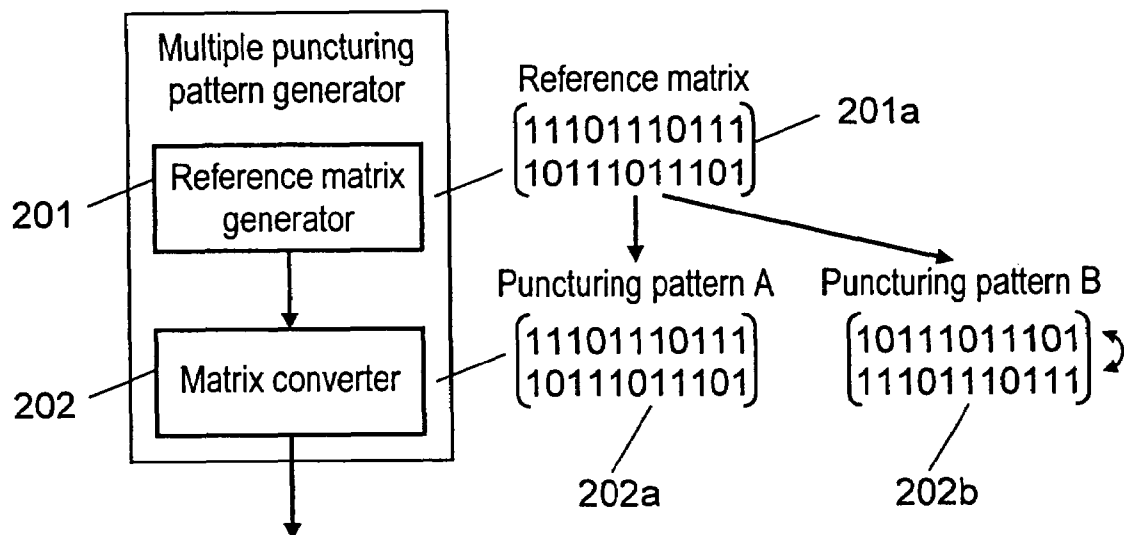 Multiple puncturing
pattern generator
Reference matrix
generator
201
Matrix converter
202
Reference matrix
11101110111
10111011101
201a
Puncturing pattern A
11101110111
10111011101
202a
Puncturing pattern B
10111011101
11101110111
202b